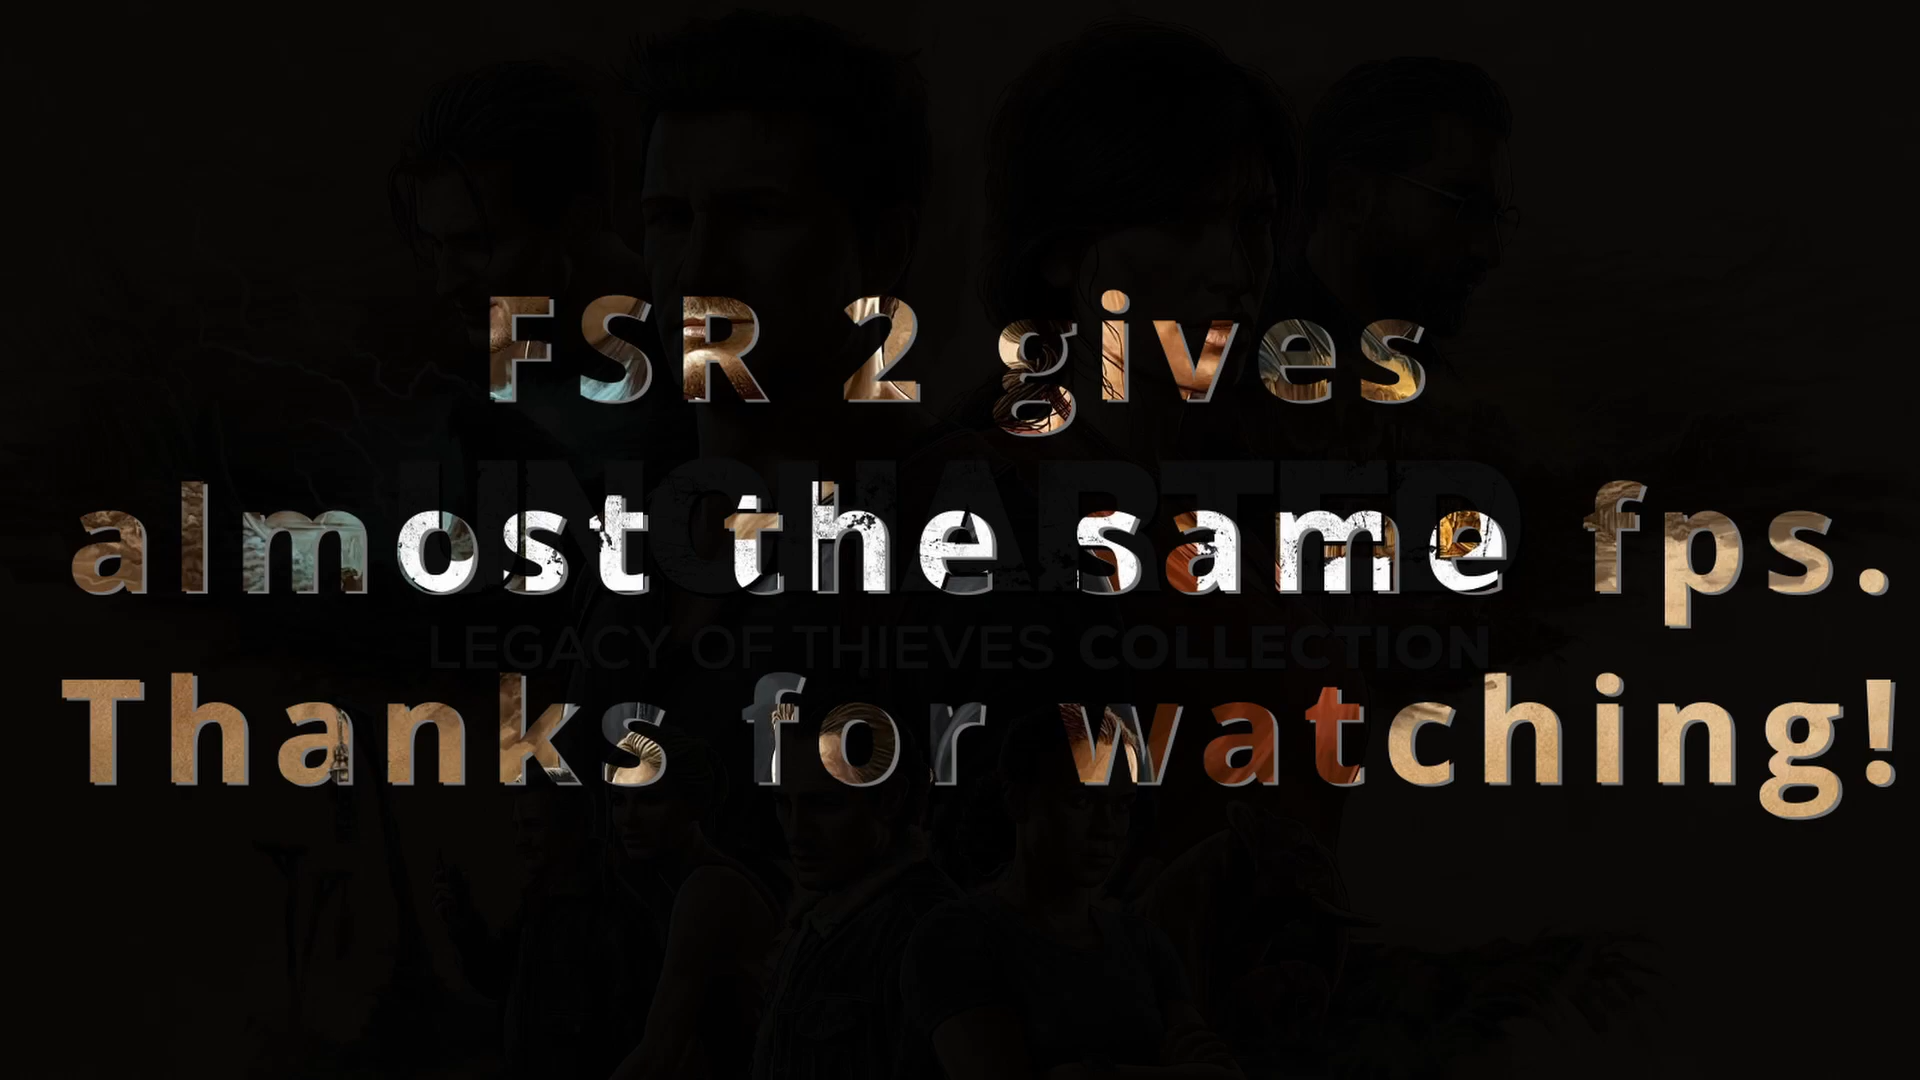 FSR 2 gives
almost the same fps.
UNCHARTED
LEGACY OF THIEVES COLLECTION
Thanks for watching!